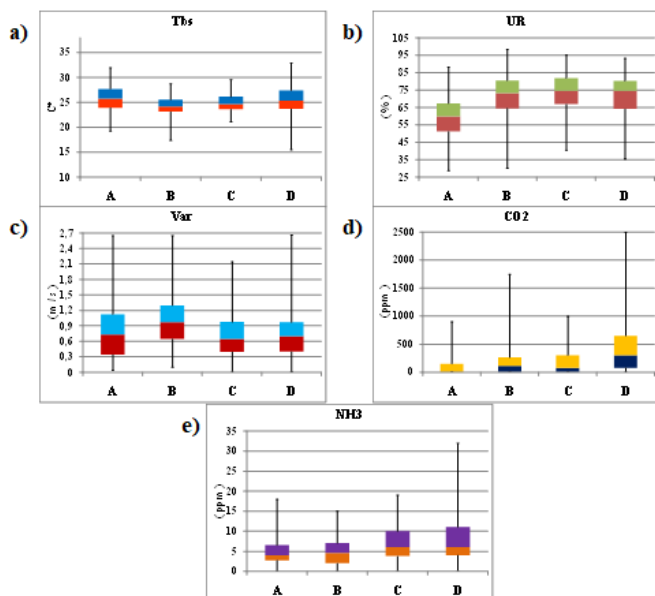 a)
Tbs
C°
35
30
25
20
15
10
A B C D
b)
UR
(%)
105
95
85
75
65
55
45
35
25
A B C D
c)
Var
(m/s)
2,7
2,4
2,1
1,8
1,5
1,2
0,9
0,6
0,3
0
A B C D
d)
CO2
(ppm)
2500
2000
1500
1000
500
0
A B C D
e)
NH3
(ppm)
35
30
25
20
15
10
5
0
A B C D